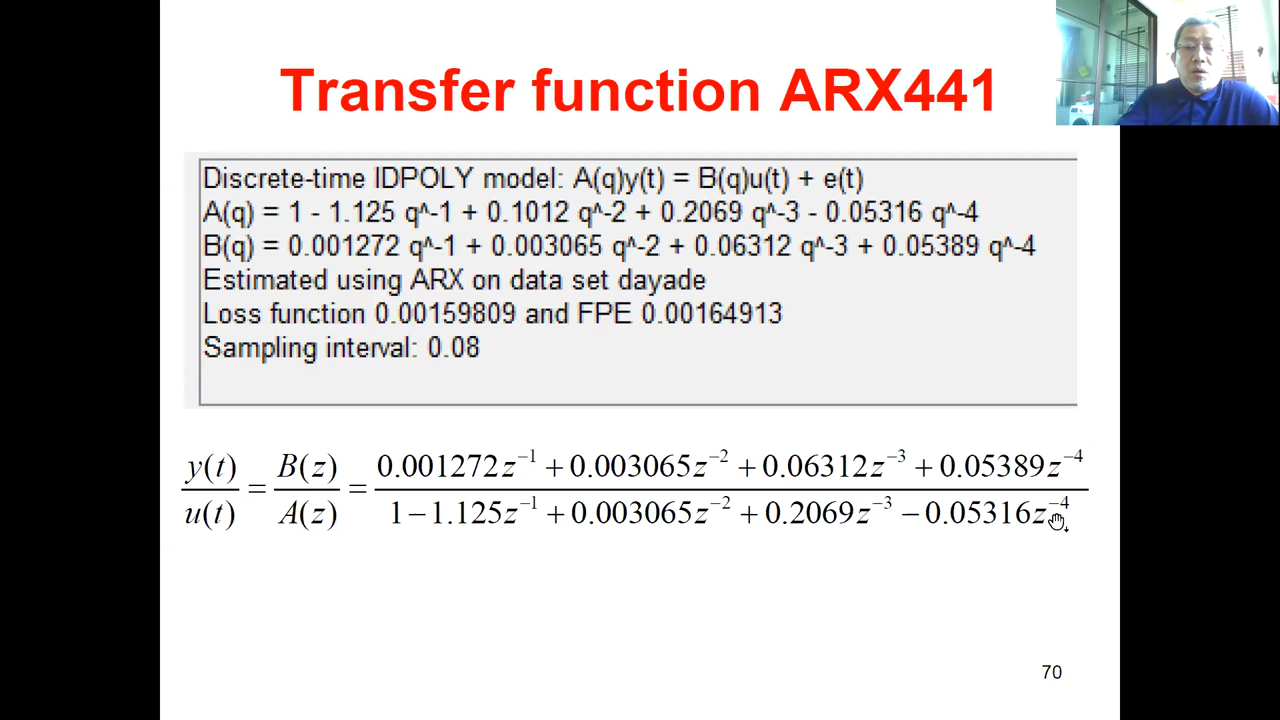 Transfer function ARX441
Discrete-time IDPOLY model: A(q)y(t) = B(q)u(t) + e(t)
A(q) = 1 - 1.125 q^-1 + 0.1012 q^-2 + 0.2069 q^-3 - 0.05316 q^-4
B(q) = 0.001272 q^-1 + 0.003065 q^-2 + 0.06312 q^-3 + 0.05389 q^-4
Estimated using ARX on data set dayade
Loss function 0.00159809 and FPE 0.00164913
Sampling interval: 0.08
y(t)/u(t) = B(z)/A(z) = (0.001272z⁻¹ + 0.003065z⁻² + 0.06312z⁻³ + 0.05389z⁻⁴)/(1 − 1.125z⁻¹ + 0.003065z⁻² + 0.2069z⁻³ − 0.05316z⁻⁴)
70